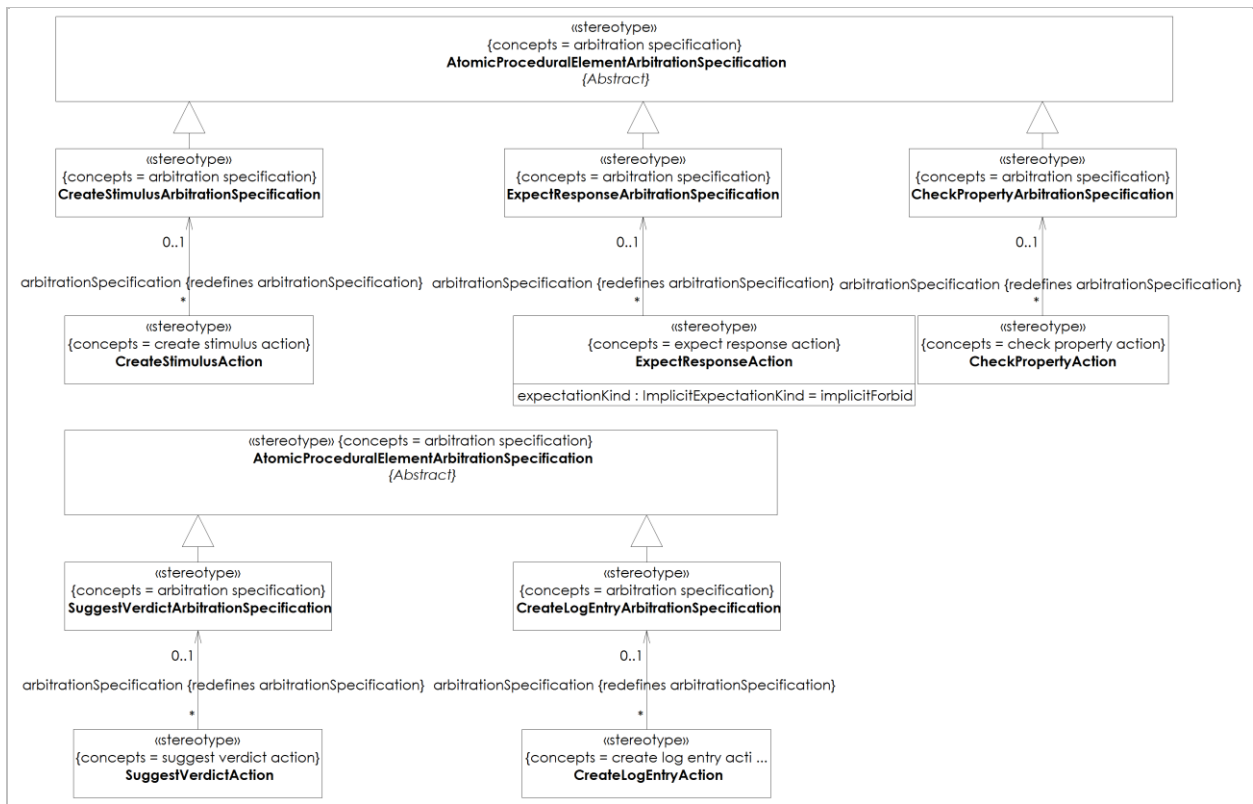 «stereotype»
{concepts = arbitration specification}
AtomicProceduralElementArbitrationSpecification
{Abstract}
«stereotype»
{concepts = arbitration specification}
CreateStimulusArbitrationSpecification
«stereotype»
{concepts = arbitration specification}
ExpectResponseArbitrationSpecification
«stereotype»
{concepts = arbitration specification}
CheckPropertyArbitrationSpecification
0..1
0..1
0..1
arbitrationSpecification {redefines arbitrationSpecification}
arbitrationSpecification {redefines arbitrationSpecification}
arbitrationSpecification {redefines arbitrationSpecification}
*
*
*
«stereotype»
{concepts = create stimulus action}
CreateStimulusAction
«stereotype»
{concepts = expect response action}
ExpectResponseAction
expectationKind : ImplicitExpectationKind = implicitForbid
«stereotype»
{concepts = check property action}
CheckPropertyAction
«stereotype» {concepts = arbitration specification}
AtomicProceduralElementArbitrationSpecification
{Abstract}
«stereotype»
{concepts = arbitration specification}
SuggestVerdictArbitrationSpecification
«stereotype»
{concepts = arbitration specification}
CreateLogEntryArbitrationSpecification
0..1
0..1
arbitrationSpecification {redefines arbitrationSpecification}
arbitrationSpecification {redefines arbitrationSpecification}
*
*
«stereotype»
{concepts = suggest verdict action}
SuggestVerdictAction
«stereotype»
{concepts = create log entry acti ...
CreateLogEntryAction